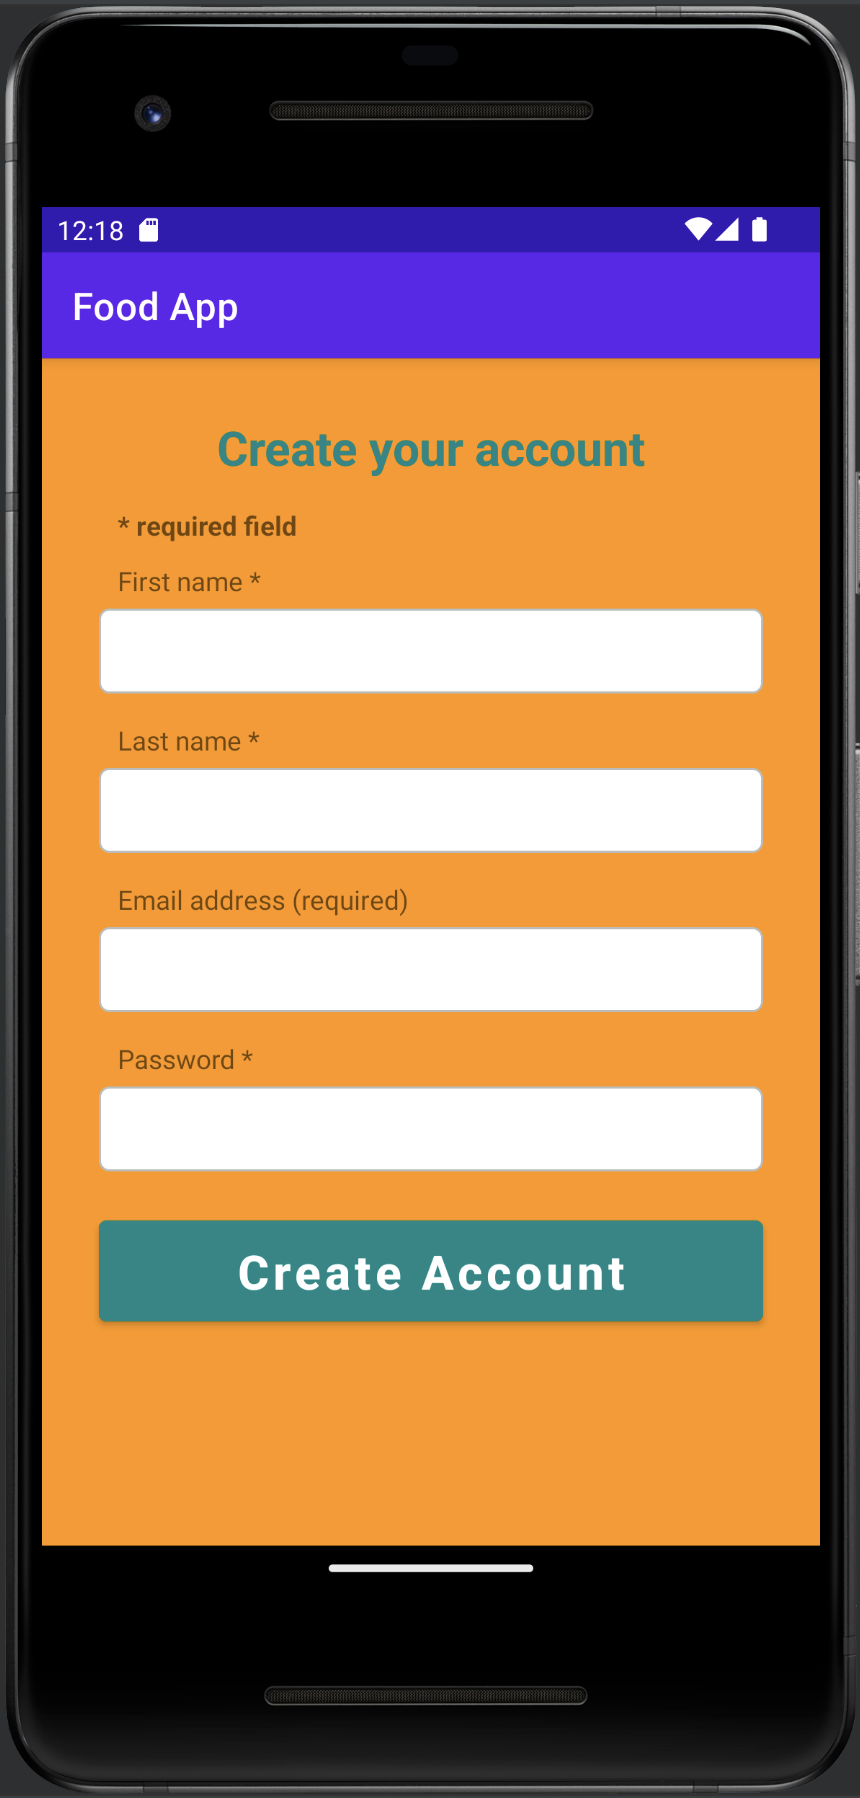 12:18
Food App
Create your account
* required field
First name *
Last name *
Email address (required)
Password *
Create Account